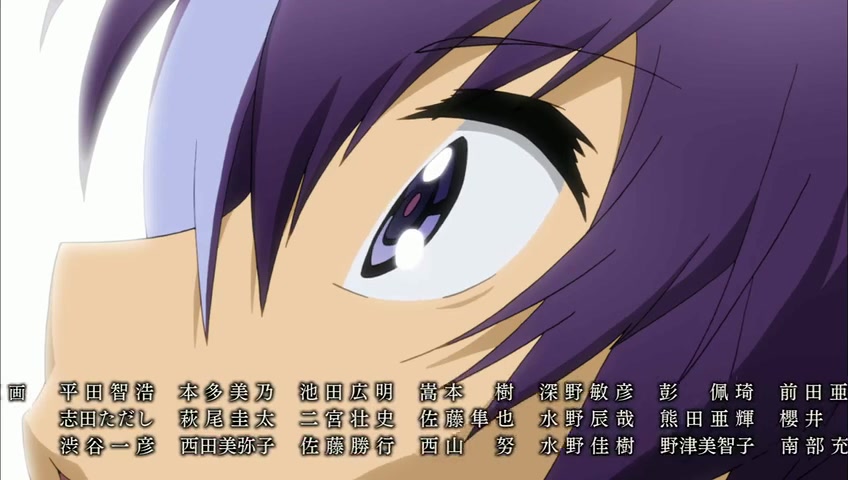 画 平田智浩 本多美乃 池田広明 嵩本 樹 深野敏彦 彭 佩琦 前田亜
志田ただし 萩尾圭太 二宮壮史 佐藤隼也 水野辰哉 熊田亜輝 櫻井
渋谷一彦 西田美弥子 佐藤勝行 西山 努 水野佳樹 野津美智子 南部充